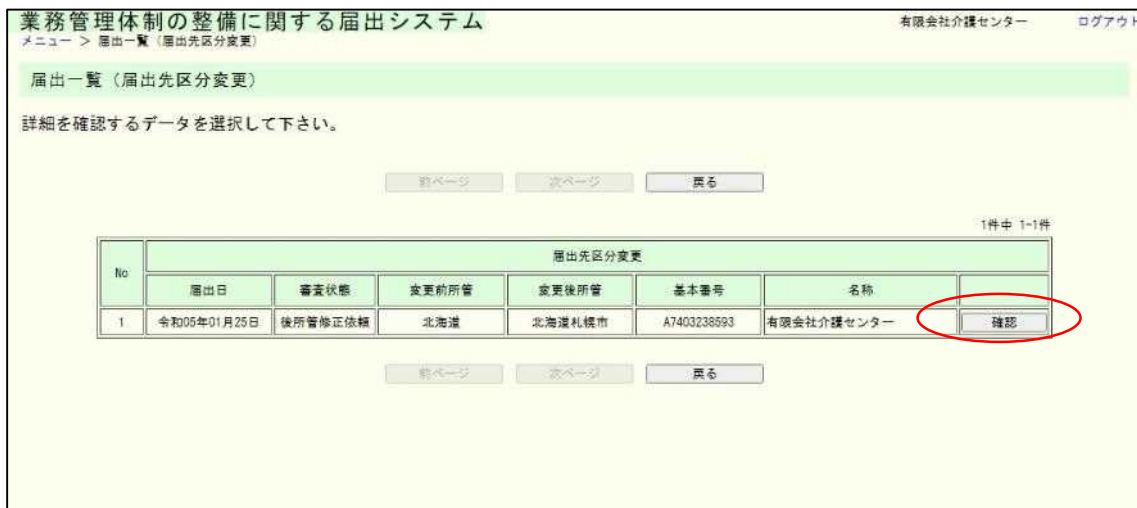 業務管理体制の整備に関する届出システム
有限会社介護センター
ログアウト
メニュー > 届出一覧（届出先区分変更）
届出一覧（届出先区分変更）
詳細を確認するデータを選択して下さい。
前ページ 次ページ 戻る
1件中 1-1件
No 届出先区分変更
届出日 審査状態 変更前所管 変更後所管 基本番号 名称
1 令和05年01月25日 後所管修正依頼 北海道 北海道札幌市 A7403238593 有限会社介護センター 確認
前ページ 次ページ 戻る